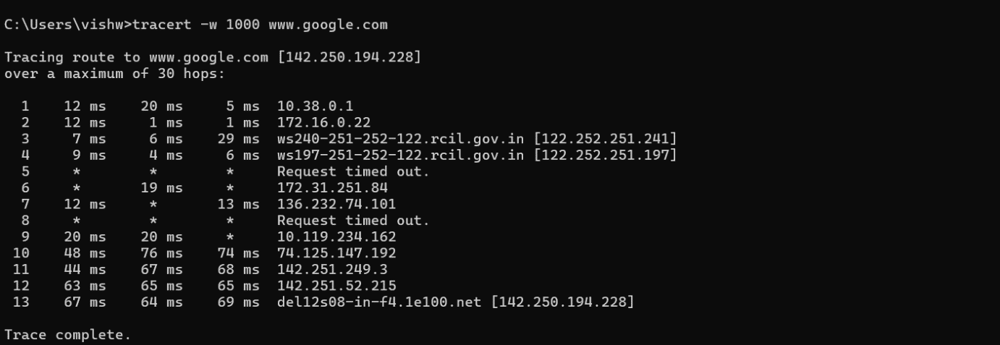 C:\Users\vishw>tracert -w 1000 www.google.com
Tracing route to www.google.com [142.250.194.228]
over a maximum of 30 hops:
1 12 ms 20 ms 5 ms 10.38.0.1
2 12 ms 1 ms 1 ms 172.16.0.22
3 7 ms 6 ms 29 ms ws240-251-252-122.rcil.gov.in [122.252.251.241]
4 9 ms 4 ms 6 ms ws197-251-252-122.rcil.gov.in [122.252.251.197]
5 * * * Request timed out.
6 * 19 ms * 172.31.251.84
7 12 ms * 13 ms 136.232.74.101
8 * * * Request timed out.
9 20 ms 20 ms * 10.119.234.162
10 48 ms 76 ms 74 ms 74.125.147.192
11 44 ms 67 ms 68 ms 142.251.249.3
12 63 ms 65 ms 65 ms 142.251.52.215
13 67 ms 64 ms 69 ms del12s08-in-f4.1e100.net [142.250.194.228]
Trace complete.